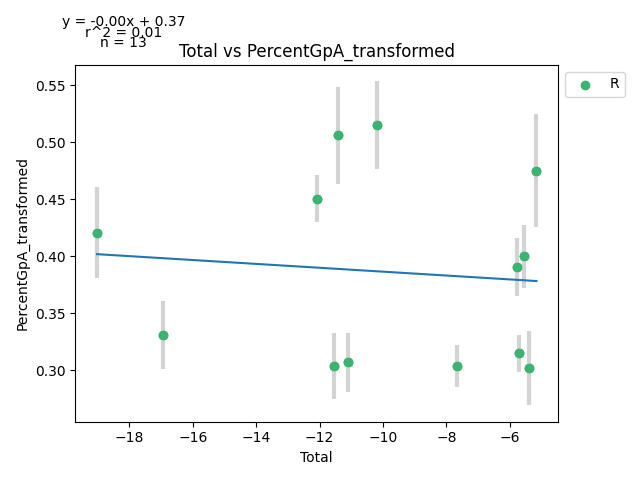 y = -0.00x + 0.37
r^2 = 0.01
n = 13
Total vs PercentGpA_transformed
R
PercentGpA_transformed
0.55
0.50
0.45
0.40
0.35
0.30
−18 −16 −14 −12 −10 −8 −6
Total